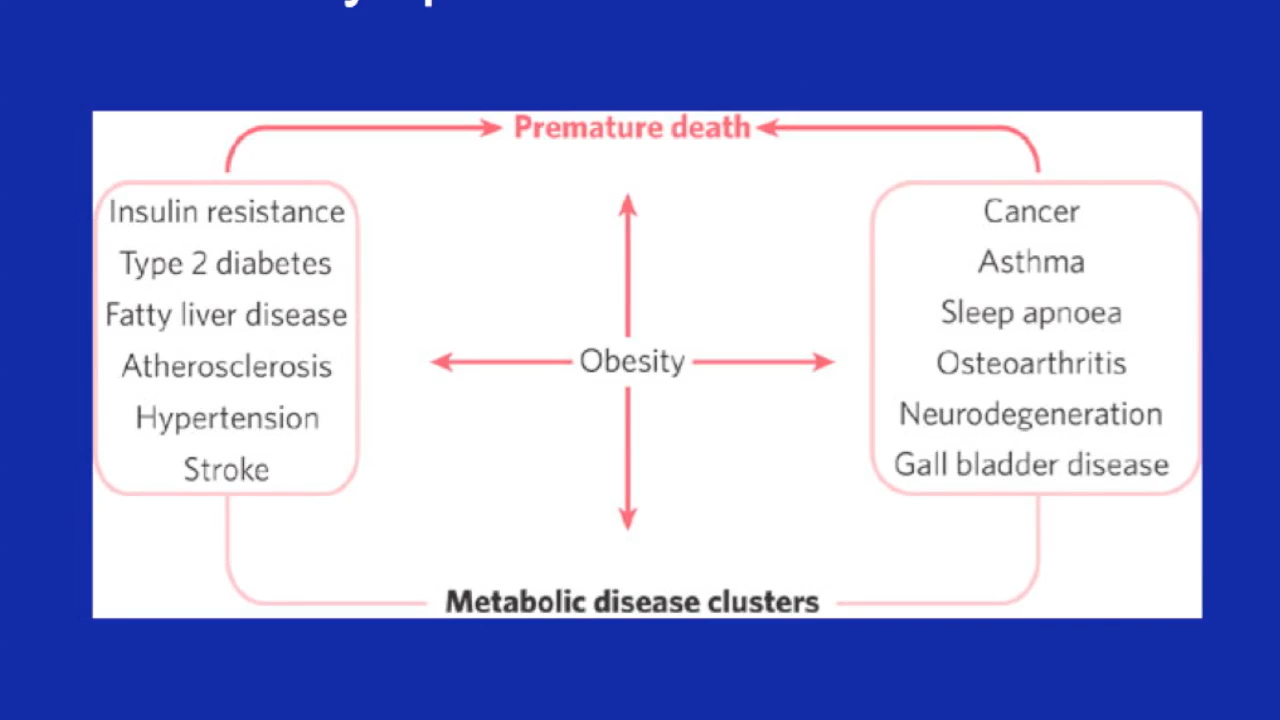 Premature death
Insulin resistance
Type 2 diabetes
Fatty liver disease
Atherosclerosis
Hypertension
Stroke
Obesity
Cancer
Asthma
Sleep apnoea
Osteoarthritis
Neurodegeneration
Gall bladder disease
Metabolic disease clusters